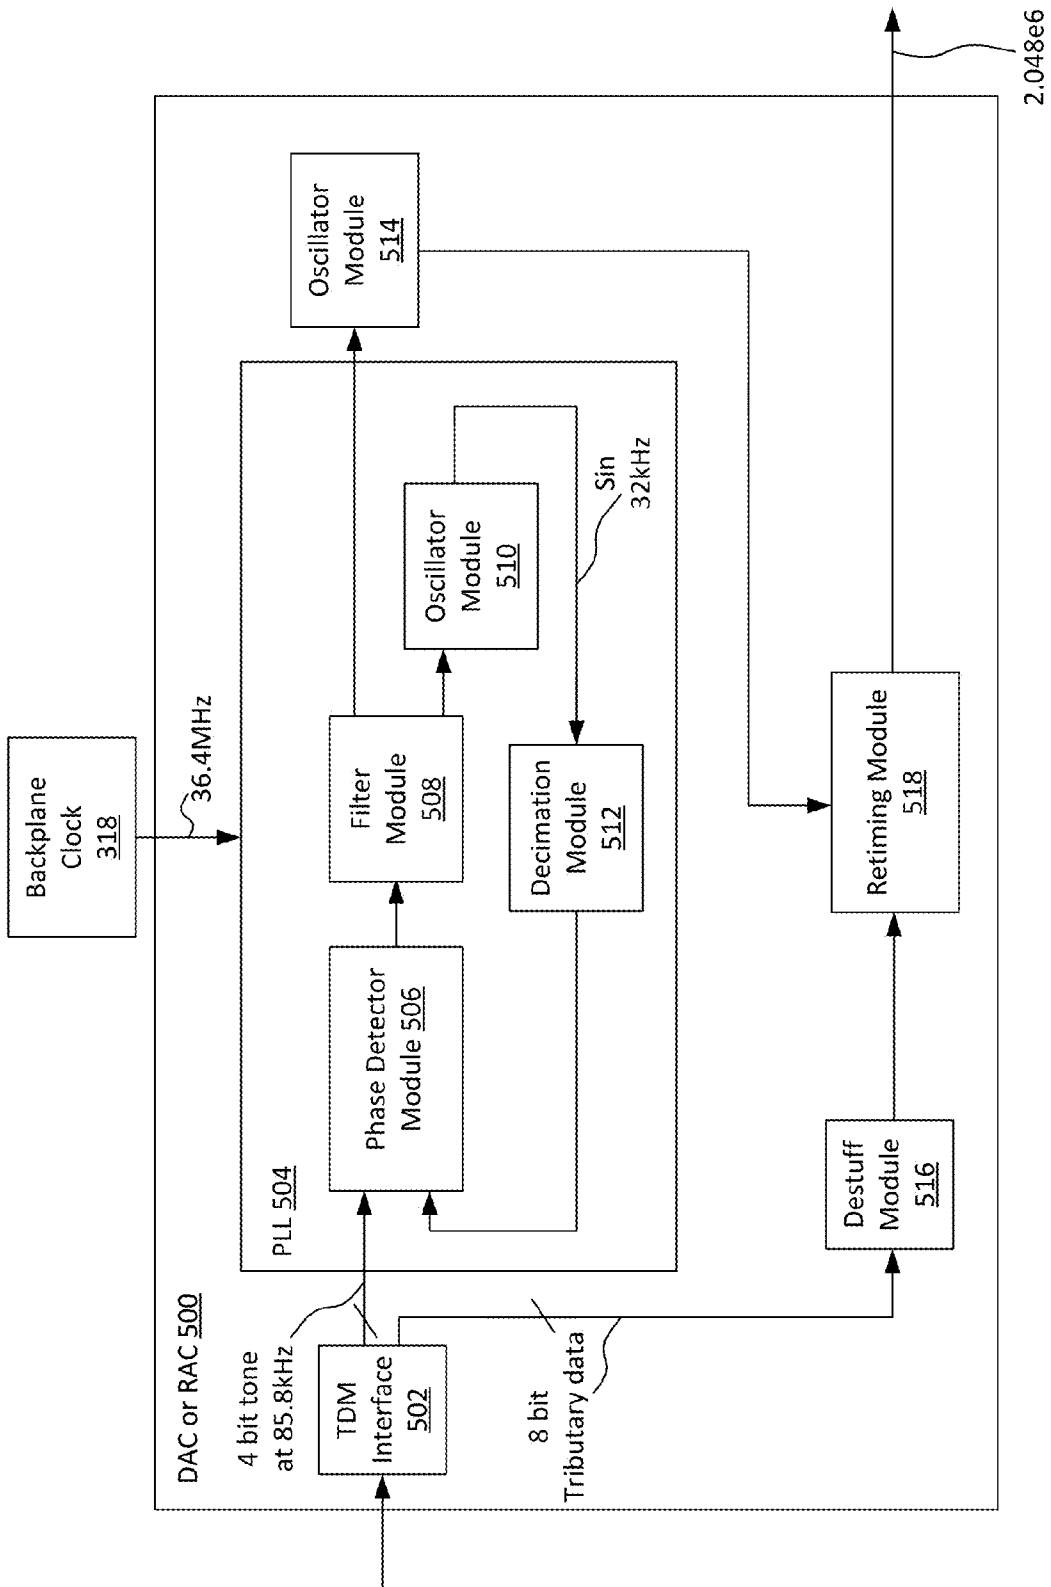 Backplane
Clock
318
36.4MHz
DAC or RAC 500
4 bit tone
at 85.8kHz
TDM
Interface
502
8 bit
Tributary data
PLL 504
Phase Detector
Module 506
Filter
Module
508
Oscillator
Module
510
Sin
32kHz
Decimation
Module
512
Oscillator
Module
514
Destuff
Module
516
Retiming Module
518
2.048e6